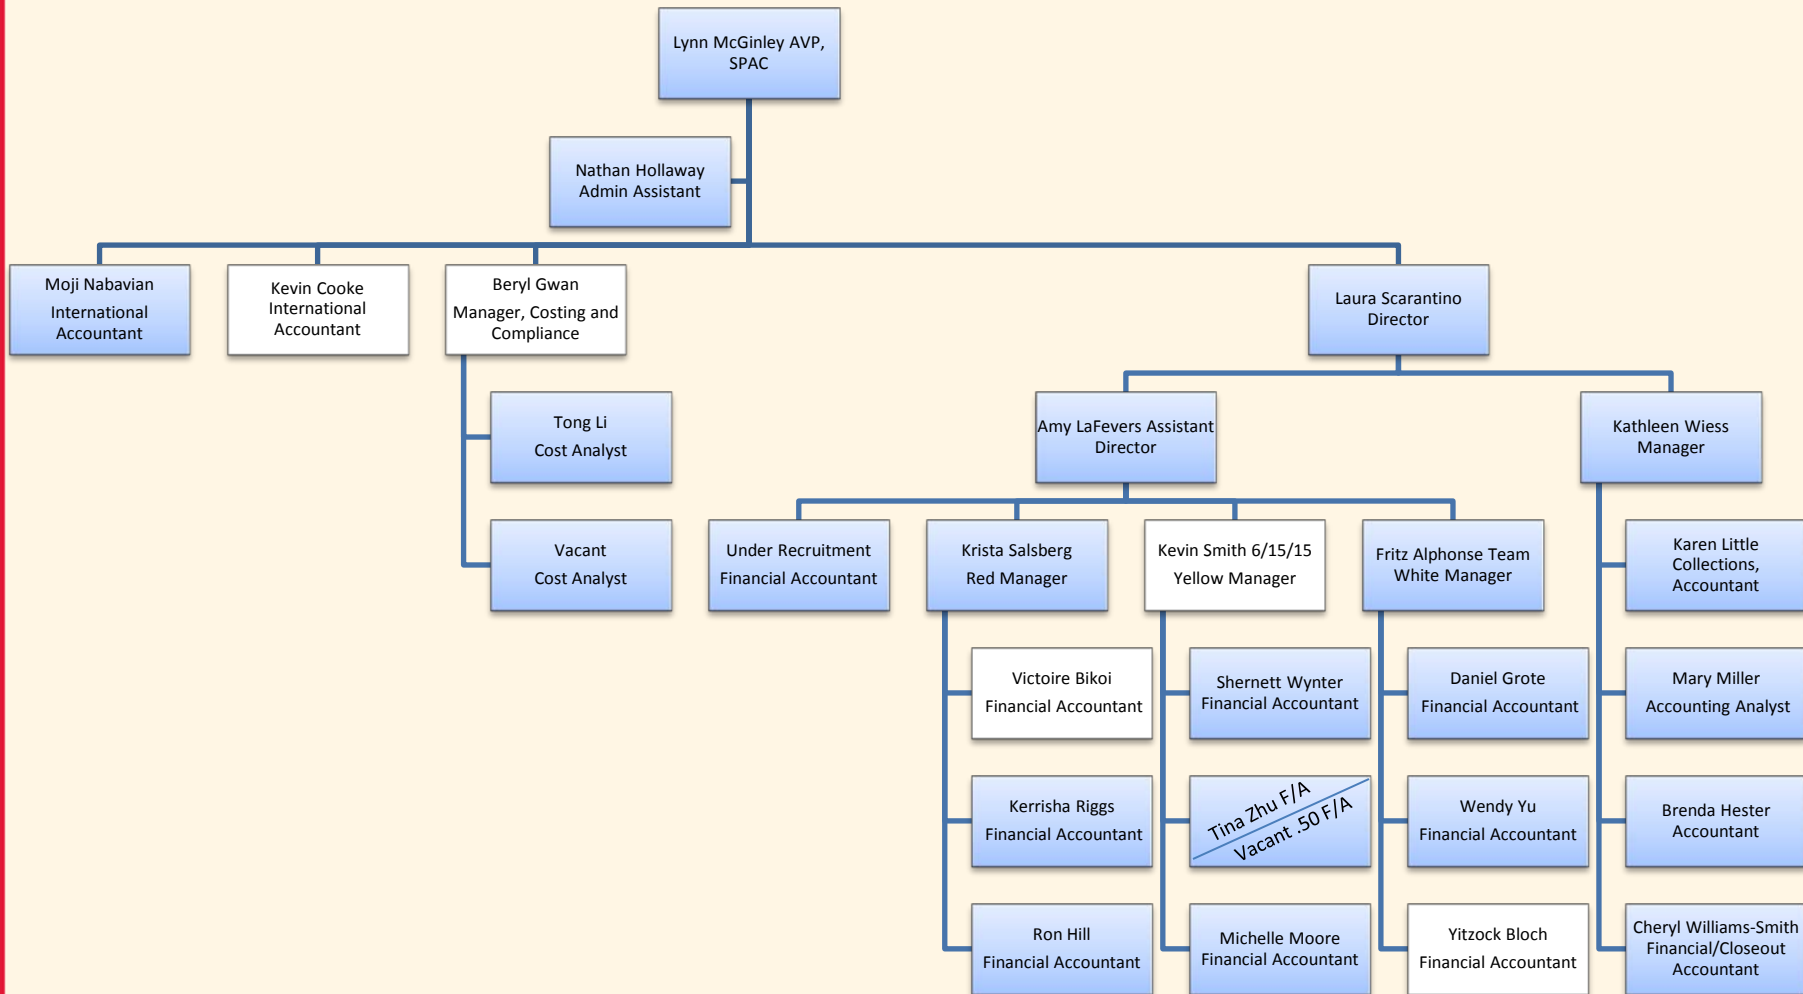 Lynn McGinley AVP,
SPAC
Nathan Hollaway
Admin Assistant
Moji Nabavian
International
Accountant
Kevin Cooke
International
Accountant
Beryl Gwan
Manager, Costing and
Compliance
Laura Scarantino
Director
Tong Li
Cost Analyst
Vacant
Cost Analyst
Amy LaFevers Assistant
Director
Kathleen Wiess
Manager
Under Recruitment
Financial Accountant
Krista Salsberg
Red Manager
Kevin Smith 6/15/15
Yellow Manager
Fritz Alphonse Team
White Manager
Karen Little
Collections,
Accountant
Victoire Bikoi
Financial Accountant
Shernett Wynter
Financial Accountant
Daniel Grote
Financial Accountant
Mary Miller
Accounting Analyst
Kerrisha Riggs
Financial Accountant
Tina Zhu F/A
Vacant .50 F/A
Wendy Yu
Financial Accountant
Brenda Hester
Accountant
Ron Hill
Financial Accountant
Michelle Moore
Financial Accountant
Yitzock Bloch
Financial Accountant
Cheryl Williams-Smith
Financial/Closeout
Accountant